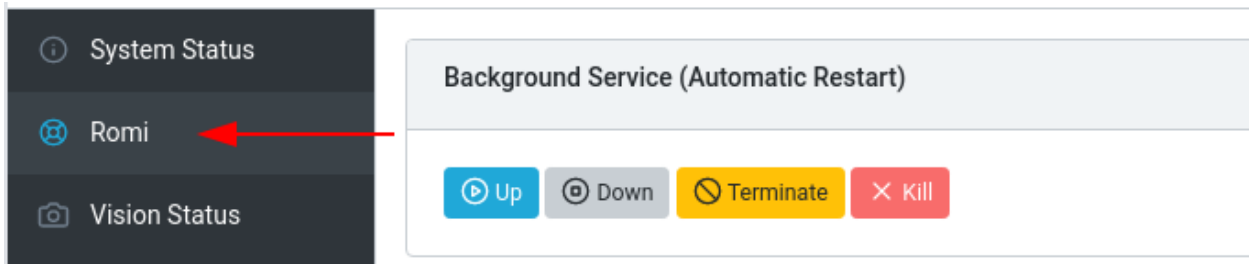 System Status
Romi
Vision Status
Background Service (Automatic Restart)
Up Down Terminate Kill